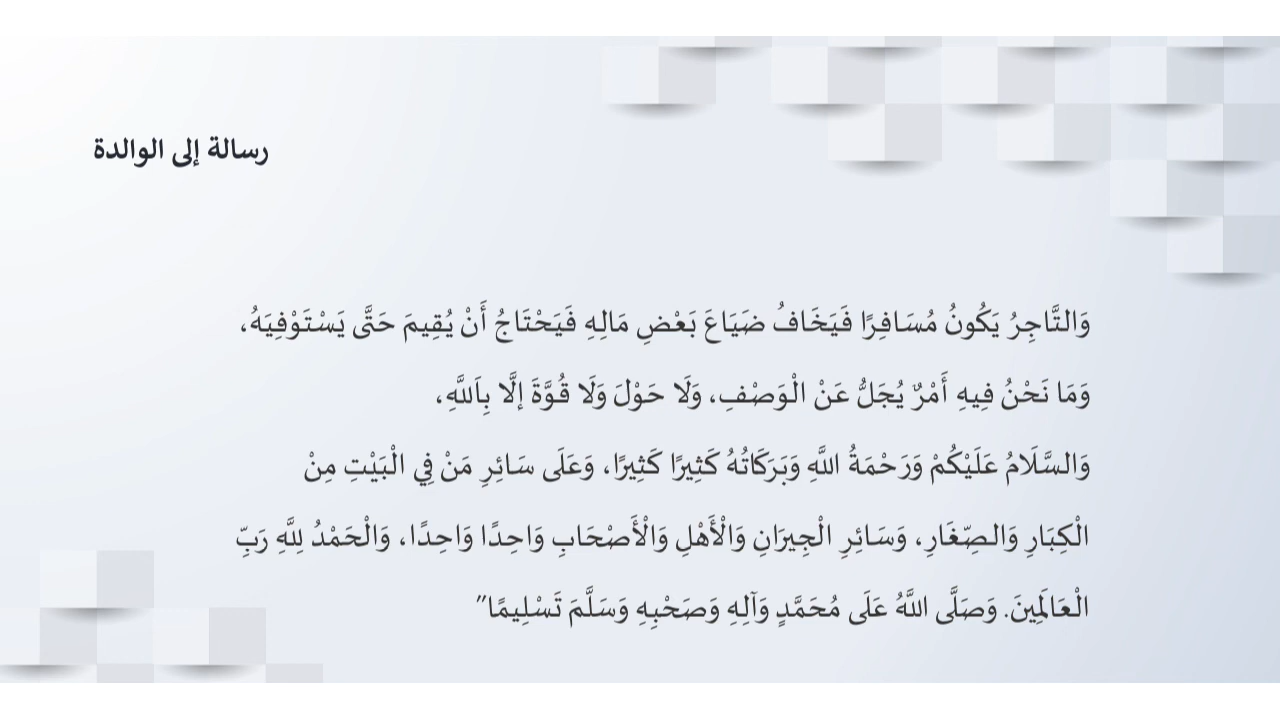 رسالة إلى الوالدة
وَالتَّاجِرُ يَكُونُ مُسَافِرًا فَيَخَافُ ضَيَاعَ بَعْضِ مَالِهِ فَيَحْتَاجُ أَنْ يُقِيمَ حَتَّى يَسْتَوْفِيَهُ،
وَمَا نَحْنُ فِيهِ أَمْرٌ يُجَلُّ عَنْ الْوَصْفِ، وَلَا حَوْلَ وَلَا قُوَّةَ إلَّا بِاَللَّهِ،
وَالسَّلَامُ عَلَيْكُمْ وَرَحْمَةُ اللَّهِ وَبَرَكَاتُهُ كَثِيرًا كَثِيرًا، وَعَلَى سَائِرِ مَنْ فِي الْبَيْتِ مِنْ
الْكِبَارِ وَالصِّغَارِ، وَسَائِرِ الْجِيرَانِ وَالْأَهْلِ وَالْأَصْحَابِ وَاحِدًا وَاحِدًا، وَالْحَمْدُ لِلَّهِ رَبِّ
الْعَالَمِينَ. وَصَلَّى اللَّهُ عَلَى مُحَمَّدٍ وَآلِهِ وَصَحْبِهِ وَسَلَّمَ تَسْلِيمًا"